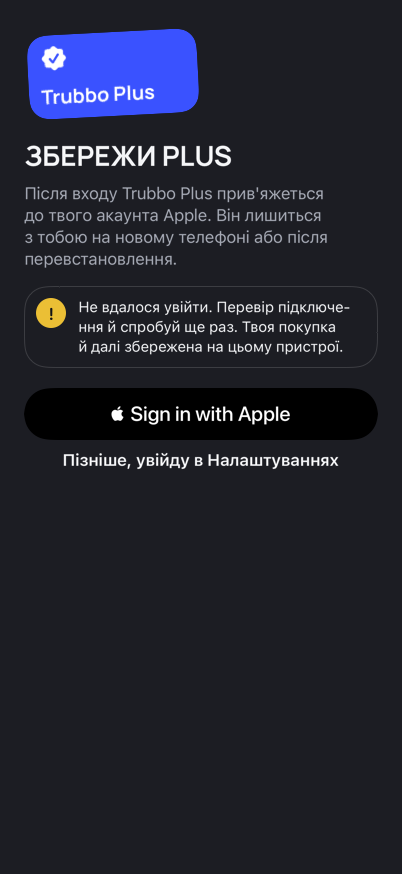 Trubbo Plus
ЗБЕРЕЖИ PLUS
Після входу Trubbo Plus прив'яжеться
до твого акаунта Apple. Він лишиться
з тобою на новому телефоні або після
перевстановлення.
!
Не вдалося увійти. Перевір підключе-
ння й спробуй ще раз. Твоя покупка
й далі збережена на цьому пристрої.
Sign in with Apple
Пізніше, увійду в Налаштуваннях